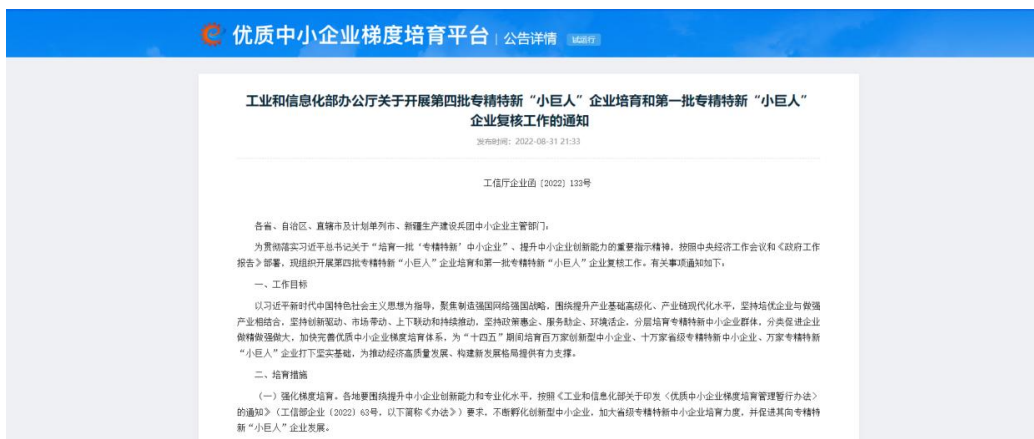 优质中小企业梯度培育平台 | 公告详情 试运行
工业和信息化部办公厅关于开展第四批专精特新“小巨人”企业培育和第一批专精特新“小巨人”
企业复核工作的通知
发布时间: 2022-08-31 21:33
工信厅企业函〔2022〕133号
各省、自治区、直辖市及计划单列市、新疆生产建设兵团中小企业主管部门:
为贯彻落实习近平总书记关于“培育一批‘专精特新’中小企业”、提升中小企业创新能力的重要指示精神，按照中央经济工作会议和《政府工作
报告》部署，现组织开展第四批专精特新“小巨人”企业培育和第一批专精特新“小巨人”企业复核工作。有关事项通知如下:
一、工作目标
以习近平新时代中国特色社会主义思想为指导，聚焦制造强国网络强国战略，围绕提升产业基础高级化、产业链现代化水平，坚持培优企业与做强
产业相结合，坚持创新驱动、市场带动、上下联动和持续推动，坚持政策惠企、服务助企、环境活企，分层培育专精特新中小企业群体，分类促进企业
做精做强做大，加快完善优质中小企业梯度培育体系，为“十四五”期间培育百万家创新型中小企业、十万家省级专精特新中小企业、万家专精特新
“小巨人”企业打下坚实基础，为推动经济高质量发展、构建新发展格局提供有力支撑。
二、培育措施
（一）强化梯度培育。各地要围绕提升中小企业创新能力和专业化水平，按照《工业和信息化部关于印发〈优质中小企业梯度培育管理暂行办法〉
的通知》（工信部企业〔2022〕63号，以下简称《办法》）要求，不断孵化创新型中小企业，加大省级专精特新中小企业培育力度，并促进其向专精特
新“小巨人”企业发展。